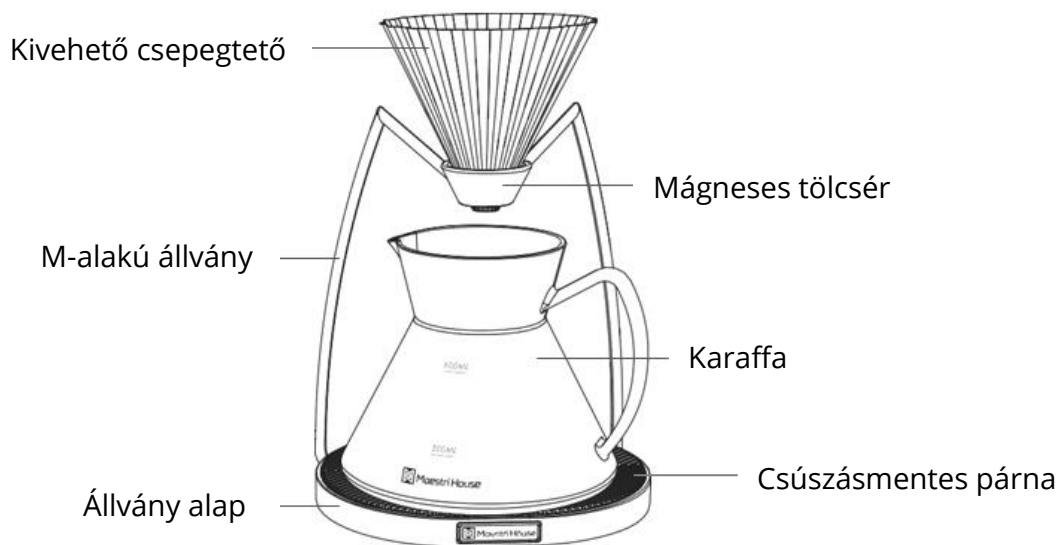 Kivehető csepegtető
Mágneses tölcsér
M-alakú állvány
Karaffa
Csúszásmentes párna
Állvány alap
Maestri House
Maestri House